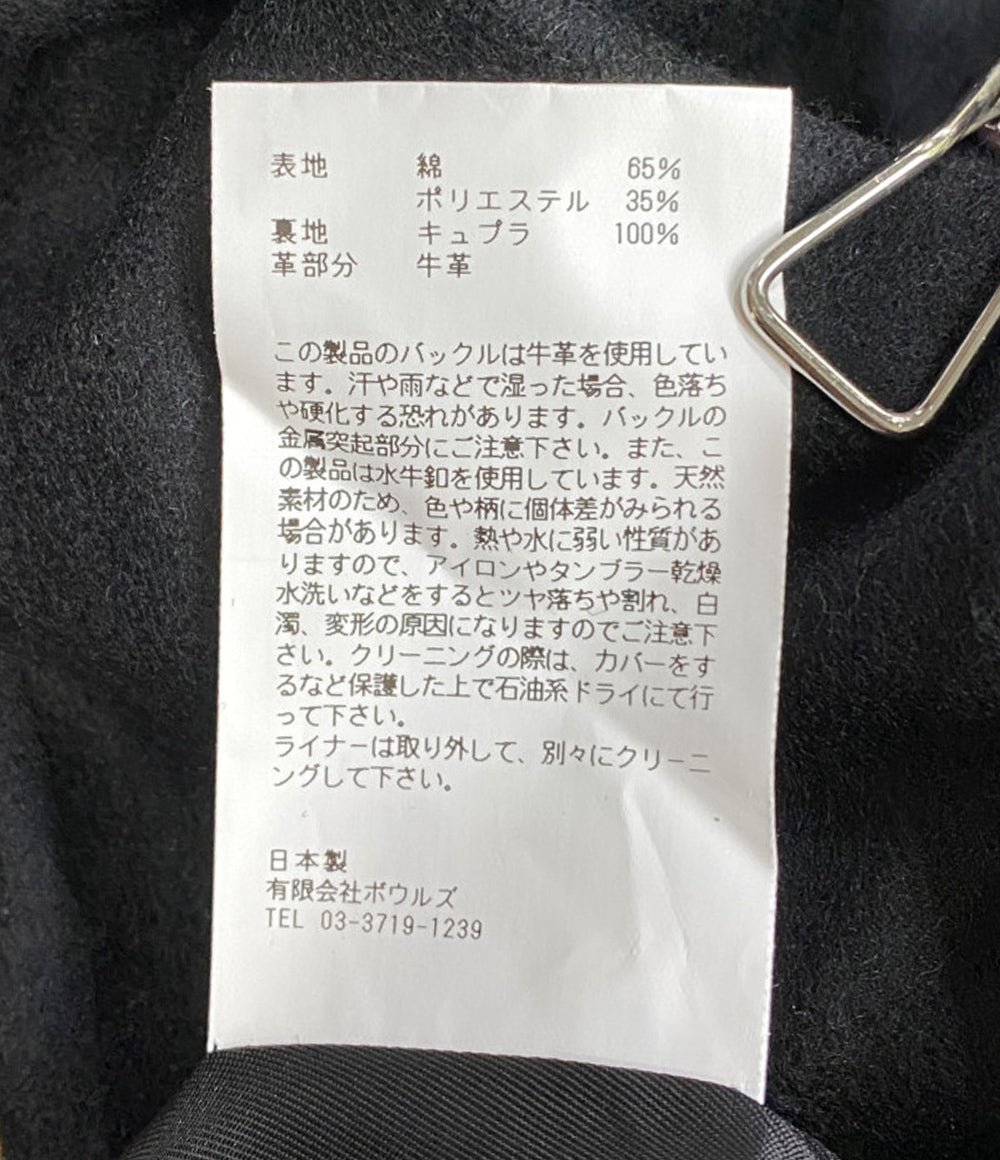 表地 綿 65%
ポリエステル 35%
裏地 キュプラ 100%
革部分 牛革
この製品のバックルは牛革を使用してい
ます。汗や雨などで湿った場合、色落ち
や硬化する恐れがあります。バックルの
金属突起部分にご注意下さい。また、こ
の製品は水牛釦を使用しています。天然
素材のため、色や柄に個体差がみられる
場合があります。熱や水に弱い性質があ
りますので、アイロンやタンブラー乾燥
水洗いなどをするとツヤ落ちや割れ、白
濁、変形の原因になりますのでご注意下
さい。クリーニングの際は、カバーをす
るなど保護した上で石油系ドライにて行
って下さい。
ライナーは取り外して、別々にクリーニ
ングして下さい。
日本製
有限会社ボウルズ
TEL 03-3719-1239